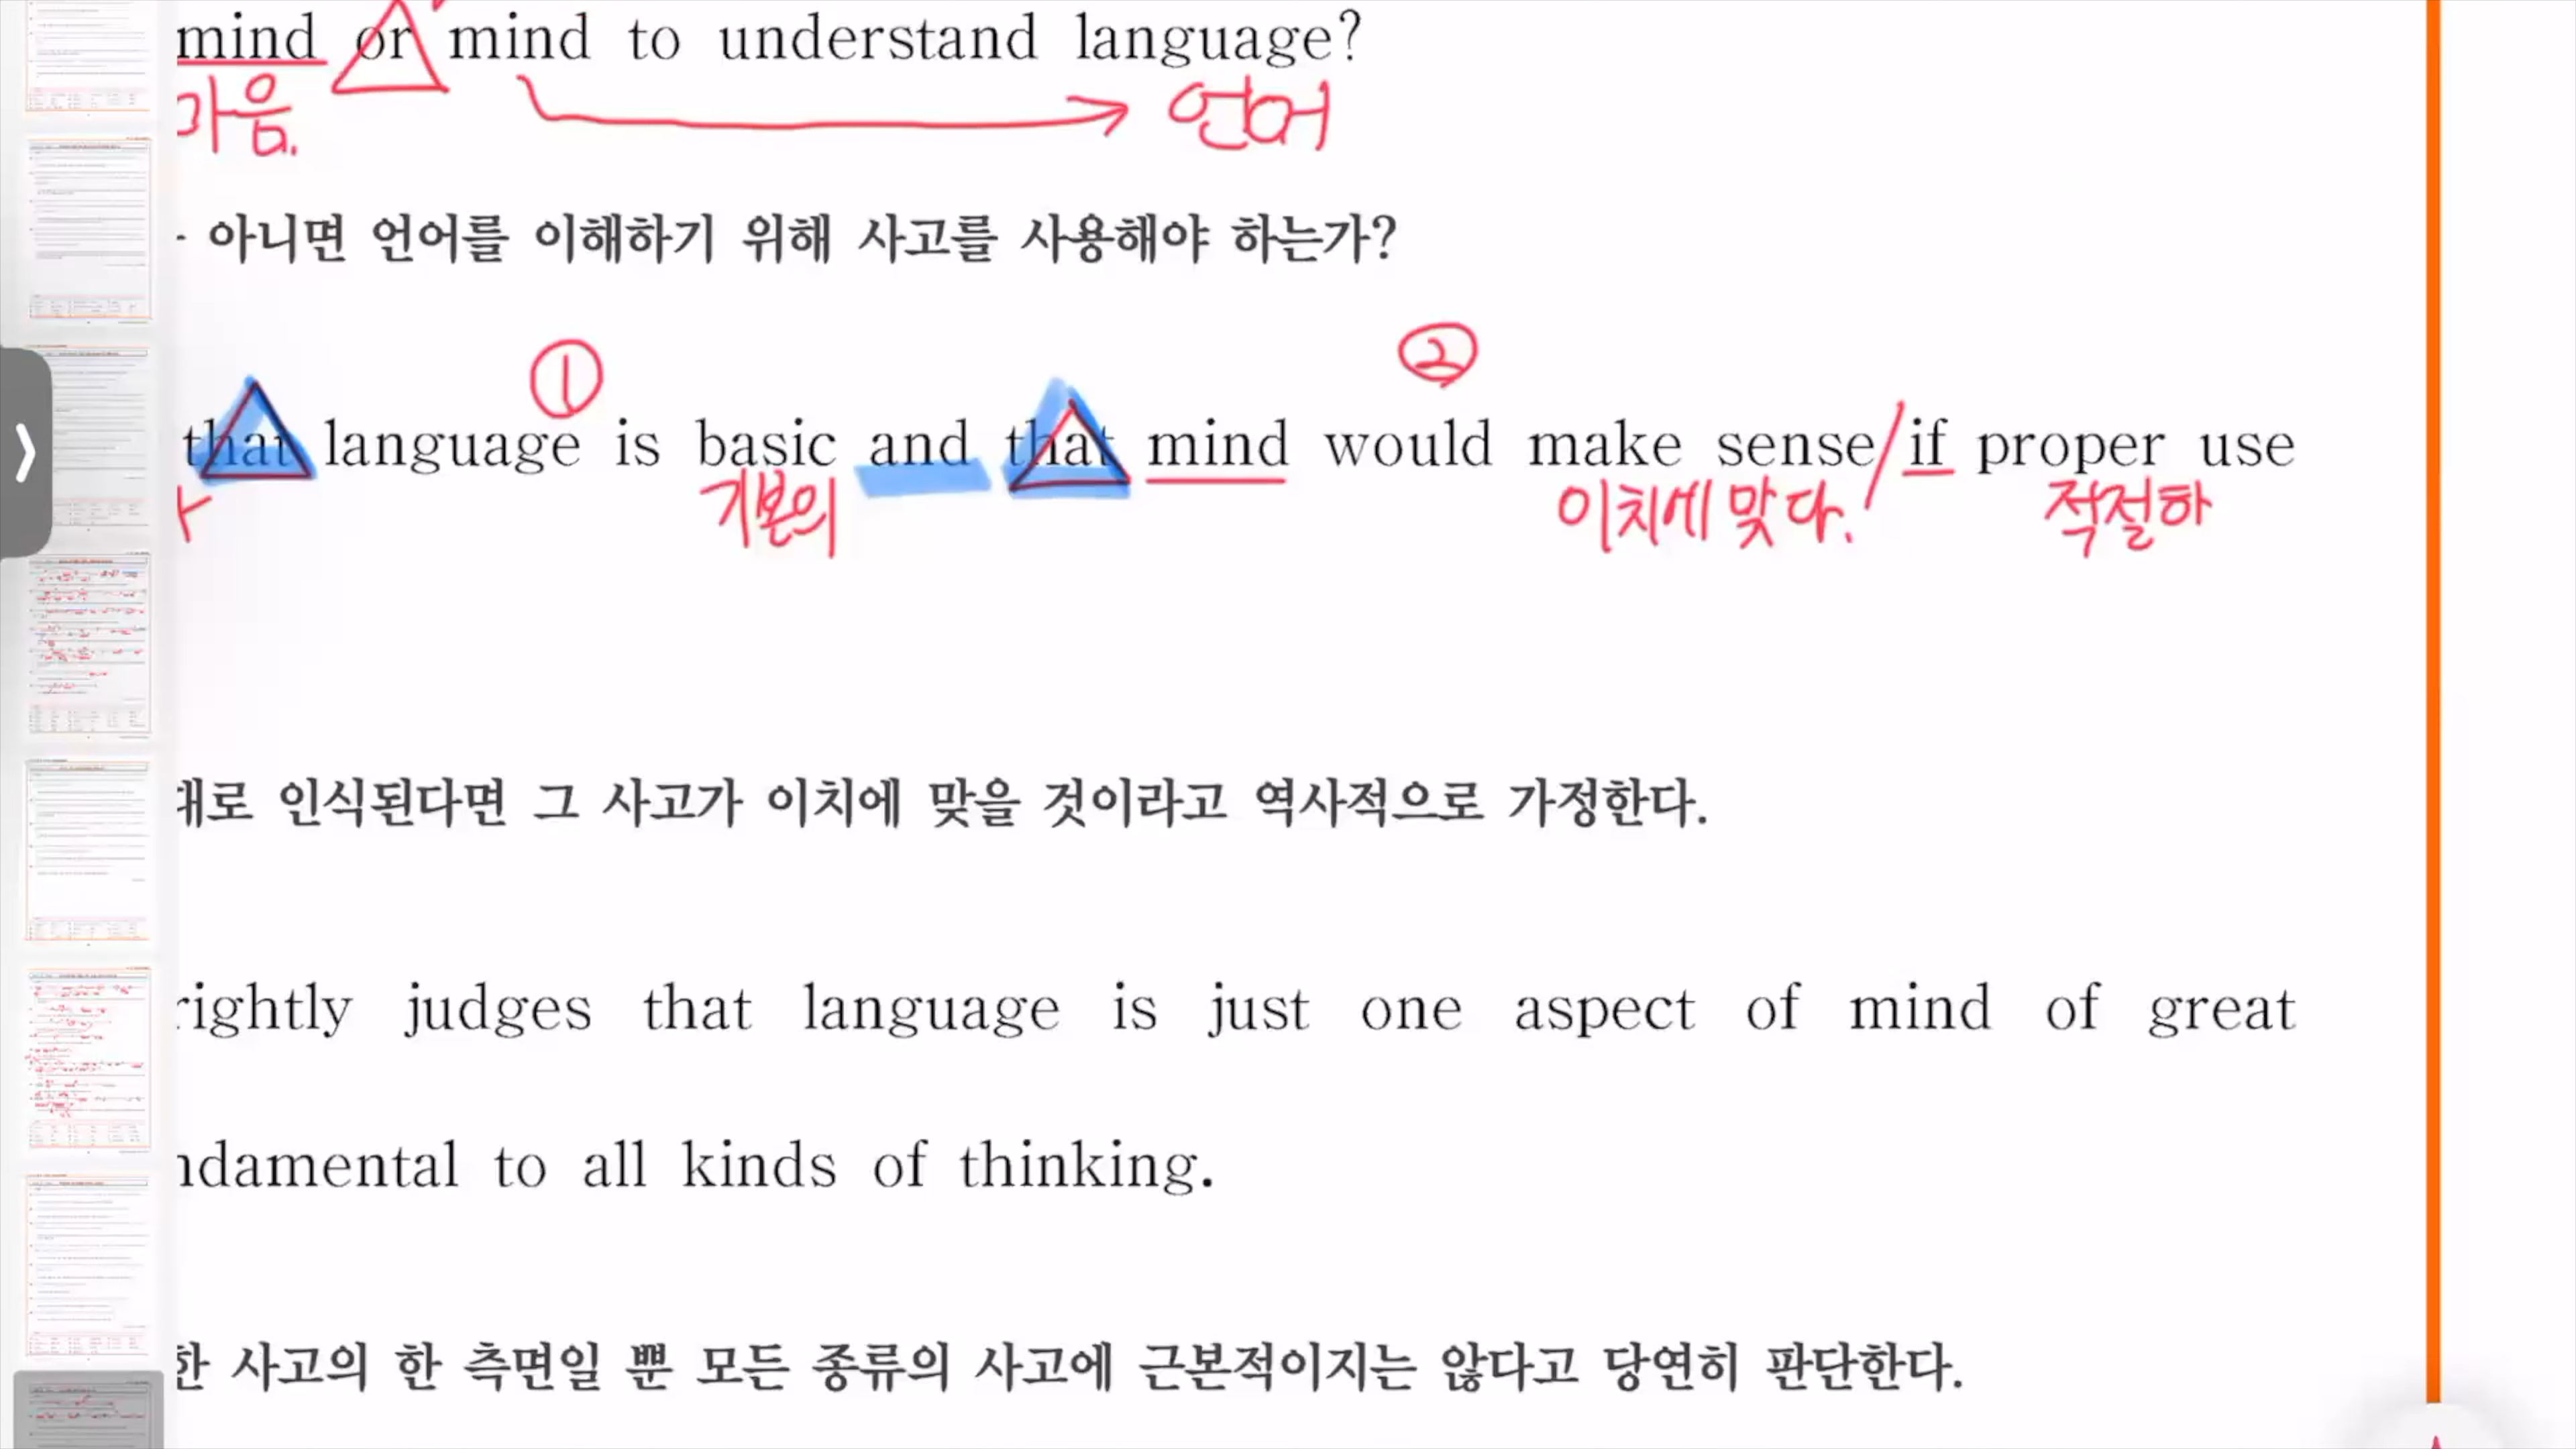 mind or mind to understand language?
마음. 언어
아니면 언어를 이해하기 위해 사고를 사용해야 하는가?
① ②
that language is basic and that mind would make sense / if proper use
기본의 이치에 맞다. 적절하
대로 인식된다면 그 사고가 이치에 맞을 것이라고 역사적으로 가정한다.
rightly judges that language is just one aspect of mind of great
ndamental to all kinds of thinking.
한 사고의 한 측면일 뿐 모든 종류의 사고에 근본적이지는 않다고 당연히 판단한다.